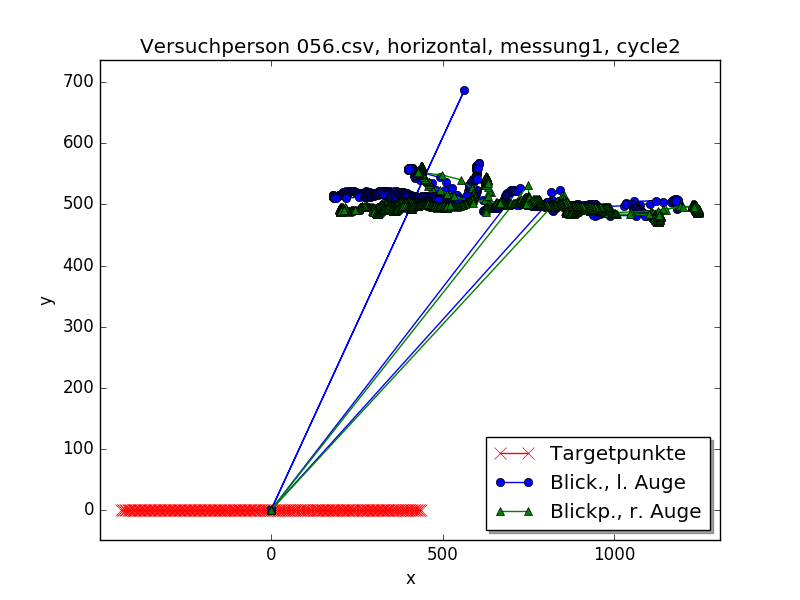 Versuchperson 056.csv, horizontal, messung1, cycle2
700
600
500
400
300
200
100
0
y
0 500 1000
x
Targetpunkte
Blick., l. Auge
Blickp., r. Auge